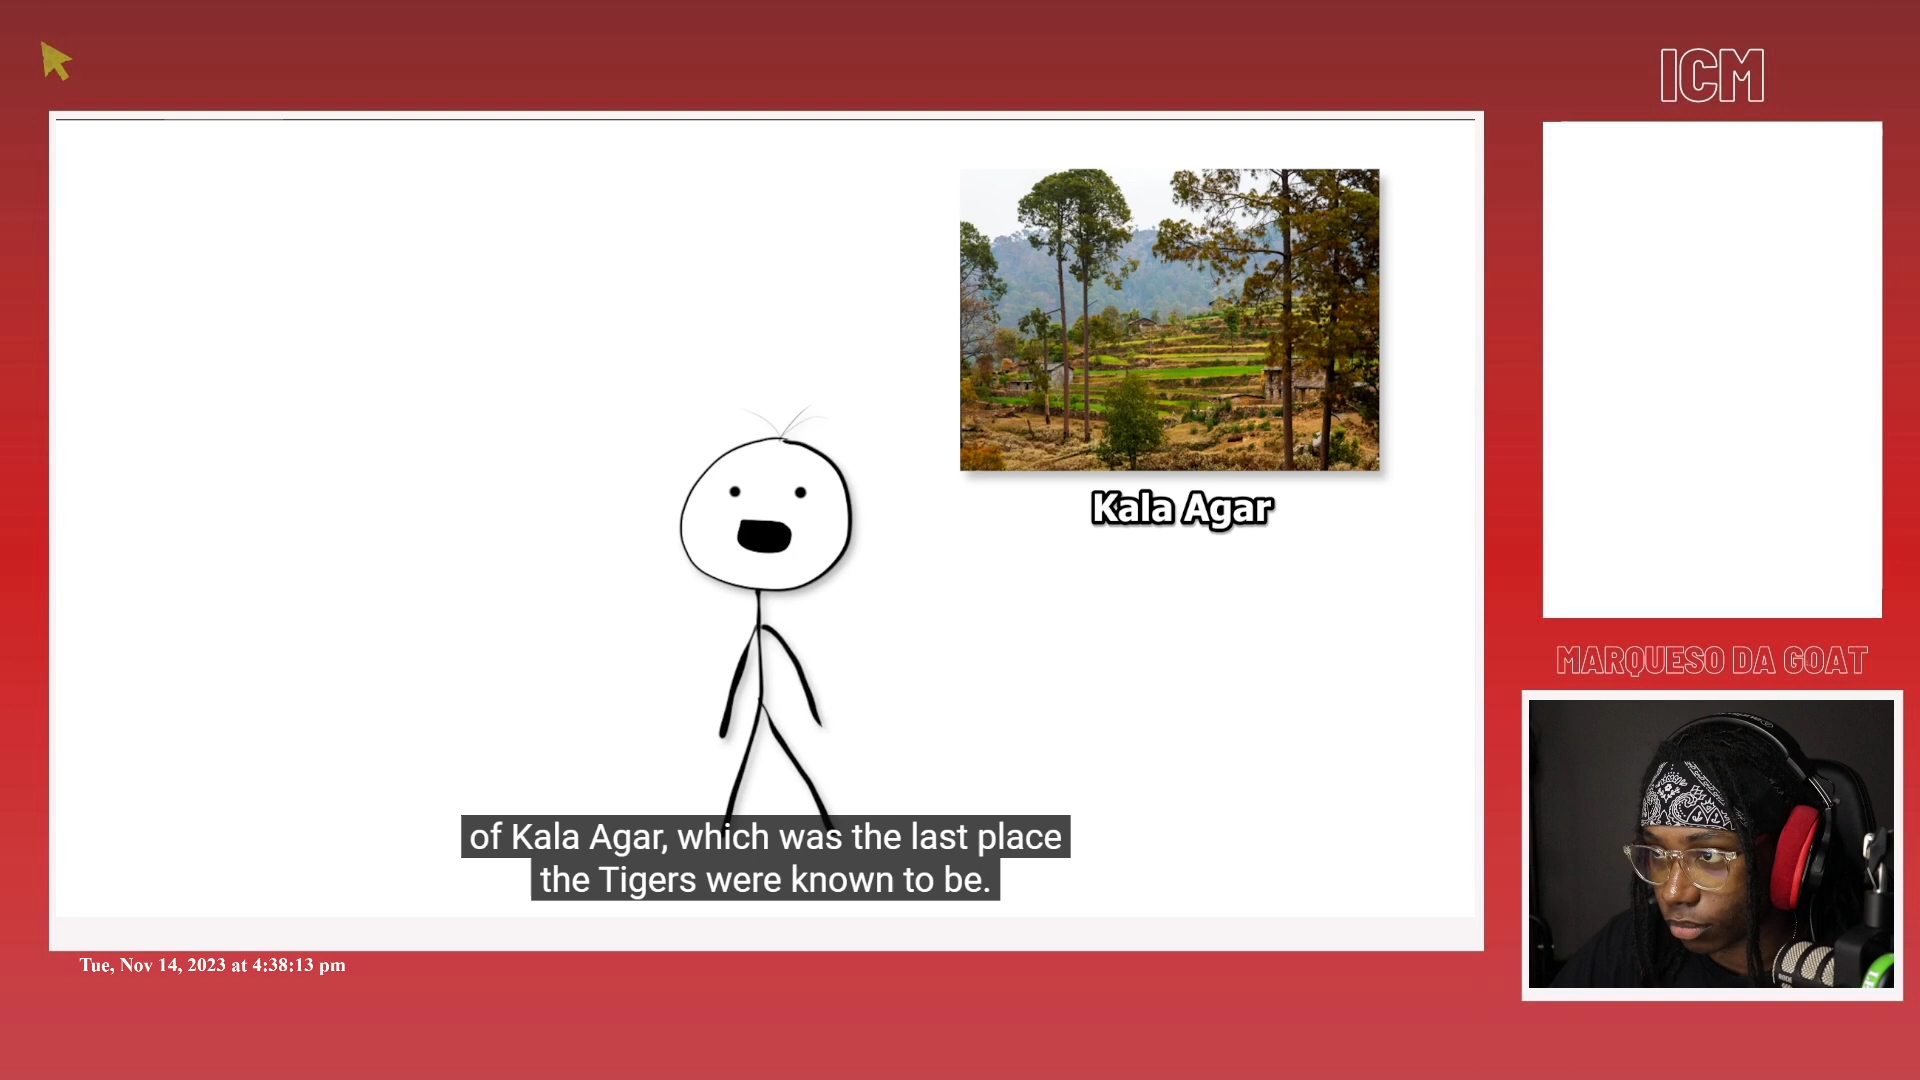 ICM
Kala Agar
of Kala Agar, which was the last place
the Tigers were known to be.
MARQUESO DA GOAT
Tue, Nov 14, 2023 at 4:38:13 pm